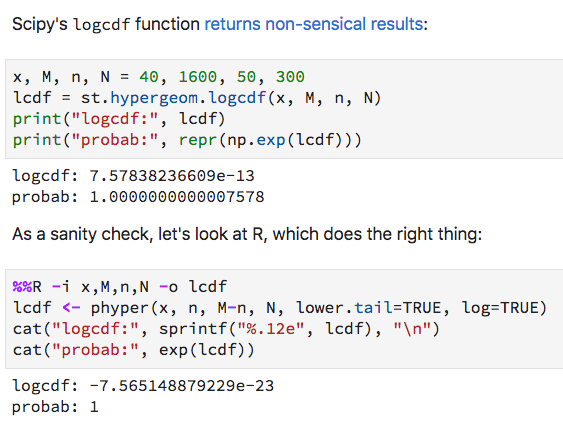 Scipy's logcdf function returns non-sensical results:
x, M, n, N = 40, 1600, 50, 300
lcdf = st.hypergeom.logcdf(x, M, n, N)
print("logcdf:", lcdf)
print("probab:", repr(np.exp(lcdf)))
logcdf: 7.57838236609e-13
probab: 1.0000000000007578
As a sanity check, let's look at R, which does the right thing:
%%R -i x,M,n,N -o lcdf
lcdf <- phyper(x, n, M-n, N, lower.tail=TRUE, log=TRUE)
cat("logcdf:", sprintf("%.12e", lcdf), "\n")
cat("probab:", exp(lcdf))
logcdf: -7.565148879229e-23
probab: 1